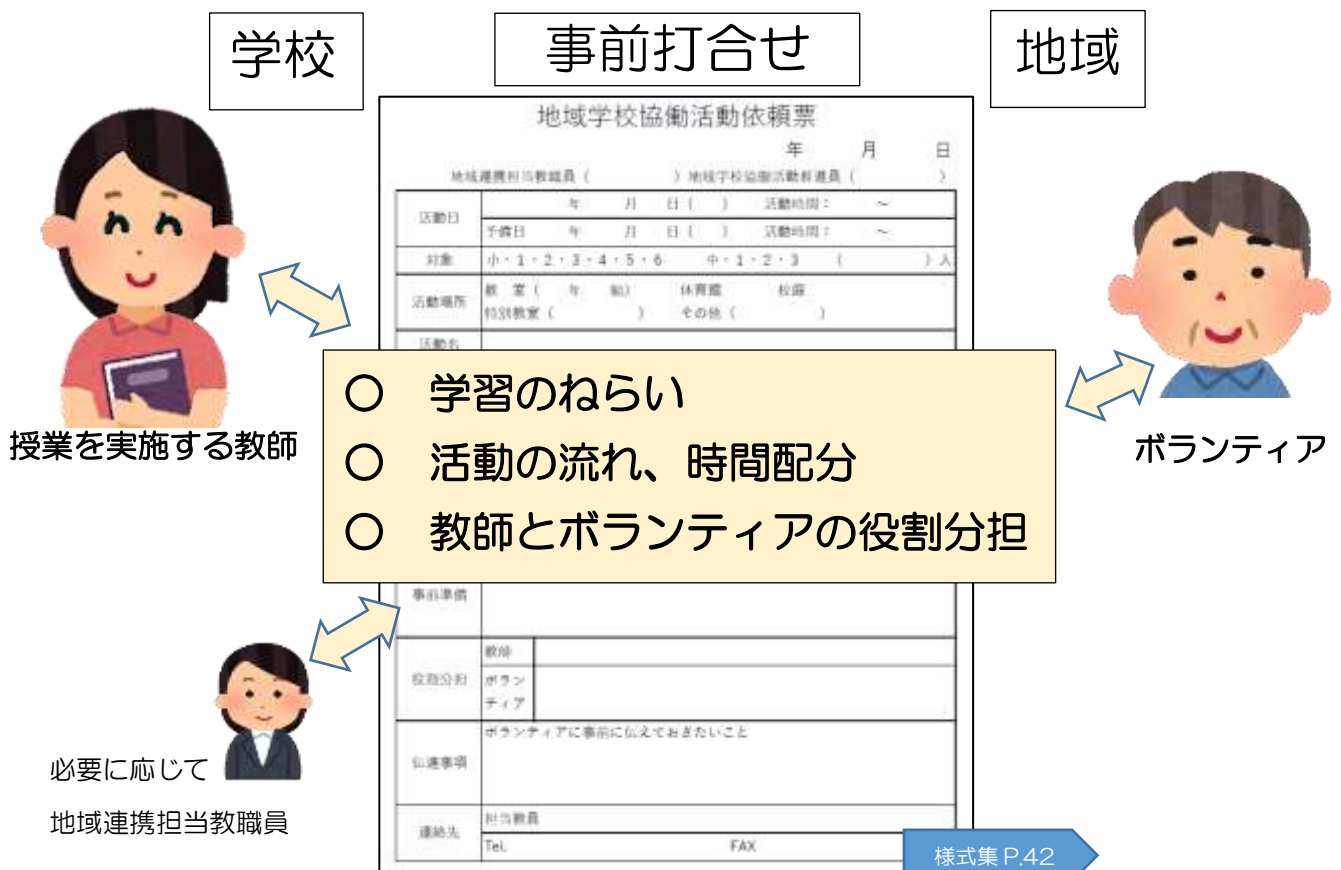 学校
事前打合せ
地域
地域学校協働活動依頼票
年 月 日
地域連携担当教職員（ ）地域学校協働活動推進員（ ）
活動日
年 月 日（ ） 活動時間： ～
予備日 年 月 日（ ） 活動時間： ～
対象
小・1・2・3・4・5・6 中・1・2・3 （ ）人
活動場所
教 室（ 年 組） 体育館 校庭
特別教室（ ） その他（ ）
活動名
○ 学習のねらい
○ 活動の流れ、時間配分
○ 教師とボランティアの役割分担
授業を実施する教師
ボランティア
事前準備
役割分担
教師
ボラン
ティア
伝達事項
ボランティアに事前に伝えておきたいこと
連絡先
担当教員
Tel. FAX
必要に応じて
地域連携担当教職員
様式集 P.42